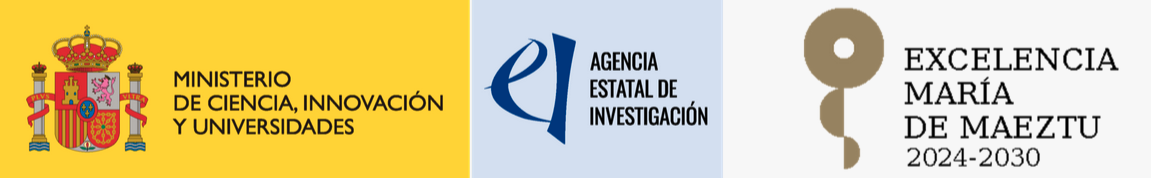 MINISTERIO
DE CIENCIA, INNOVACIÓN
Y UNIVERSIDADES
AGENCIA
ESTATAL DE
INVESTIGACIÓN
EXCELENCIA
MARÍA
DE MAEZTU
2024-2030